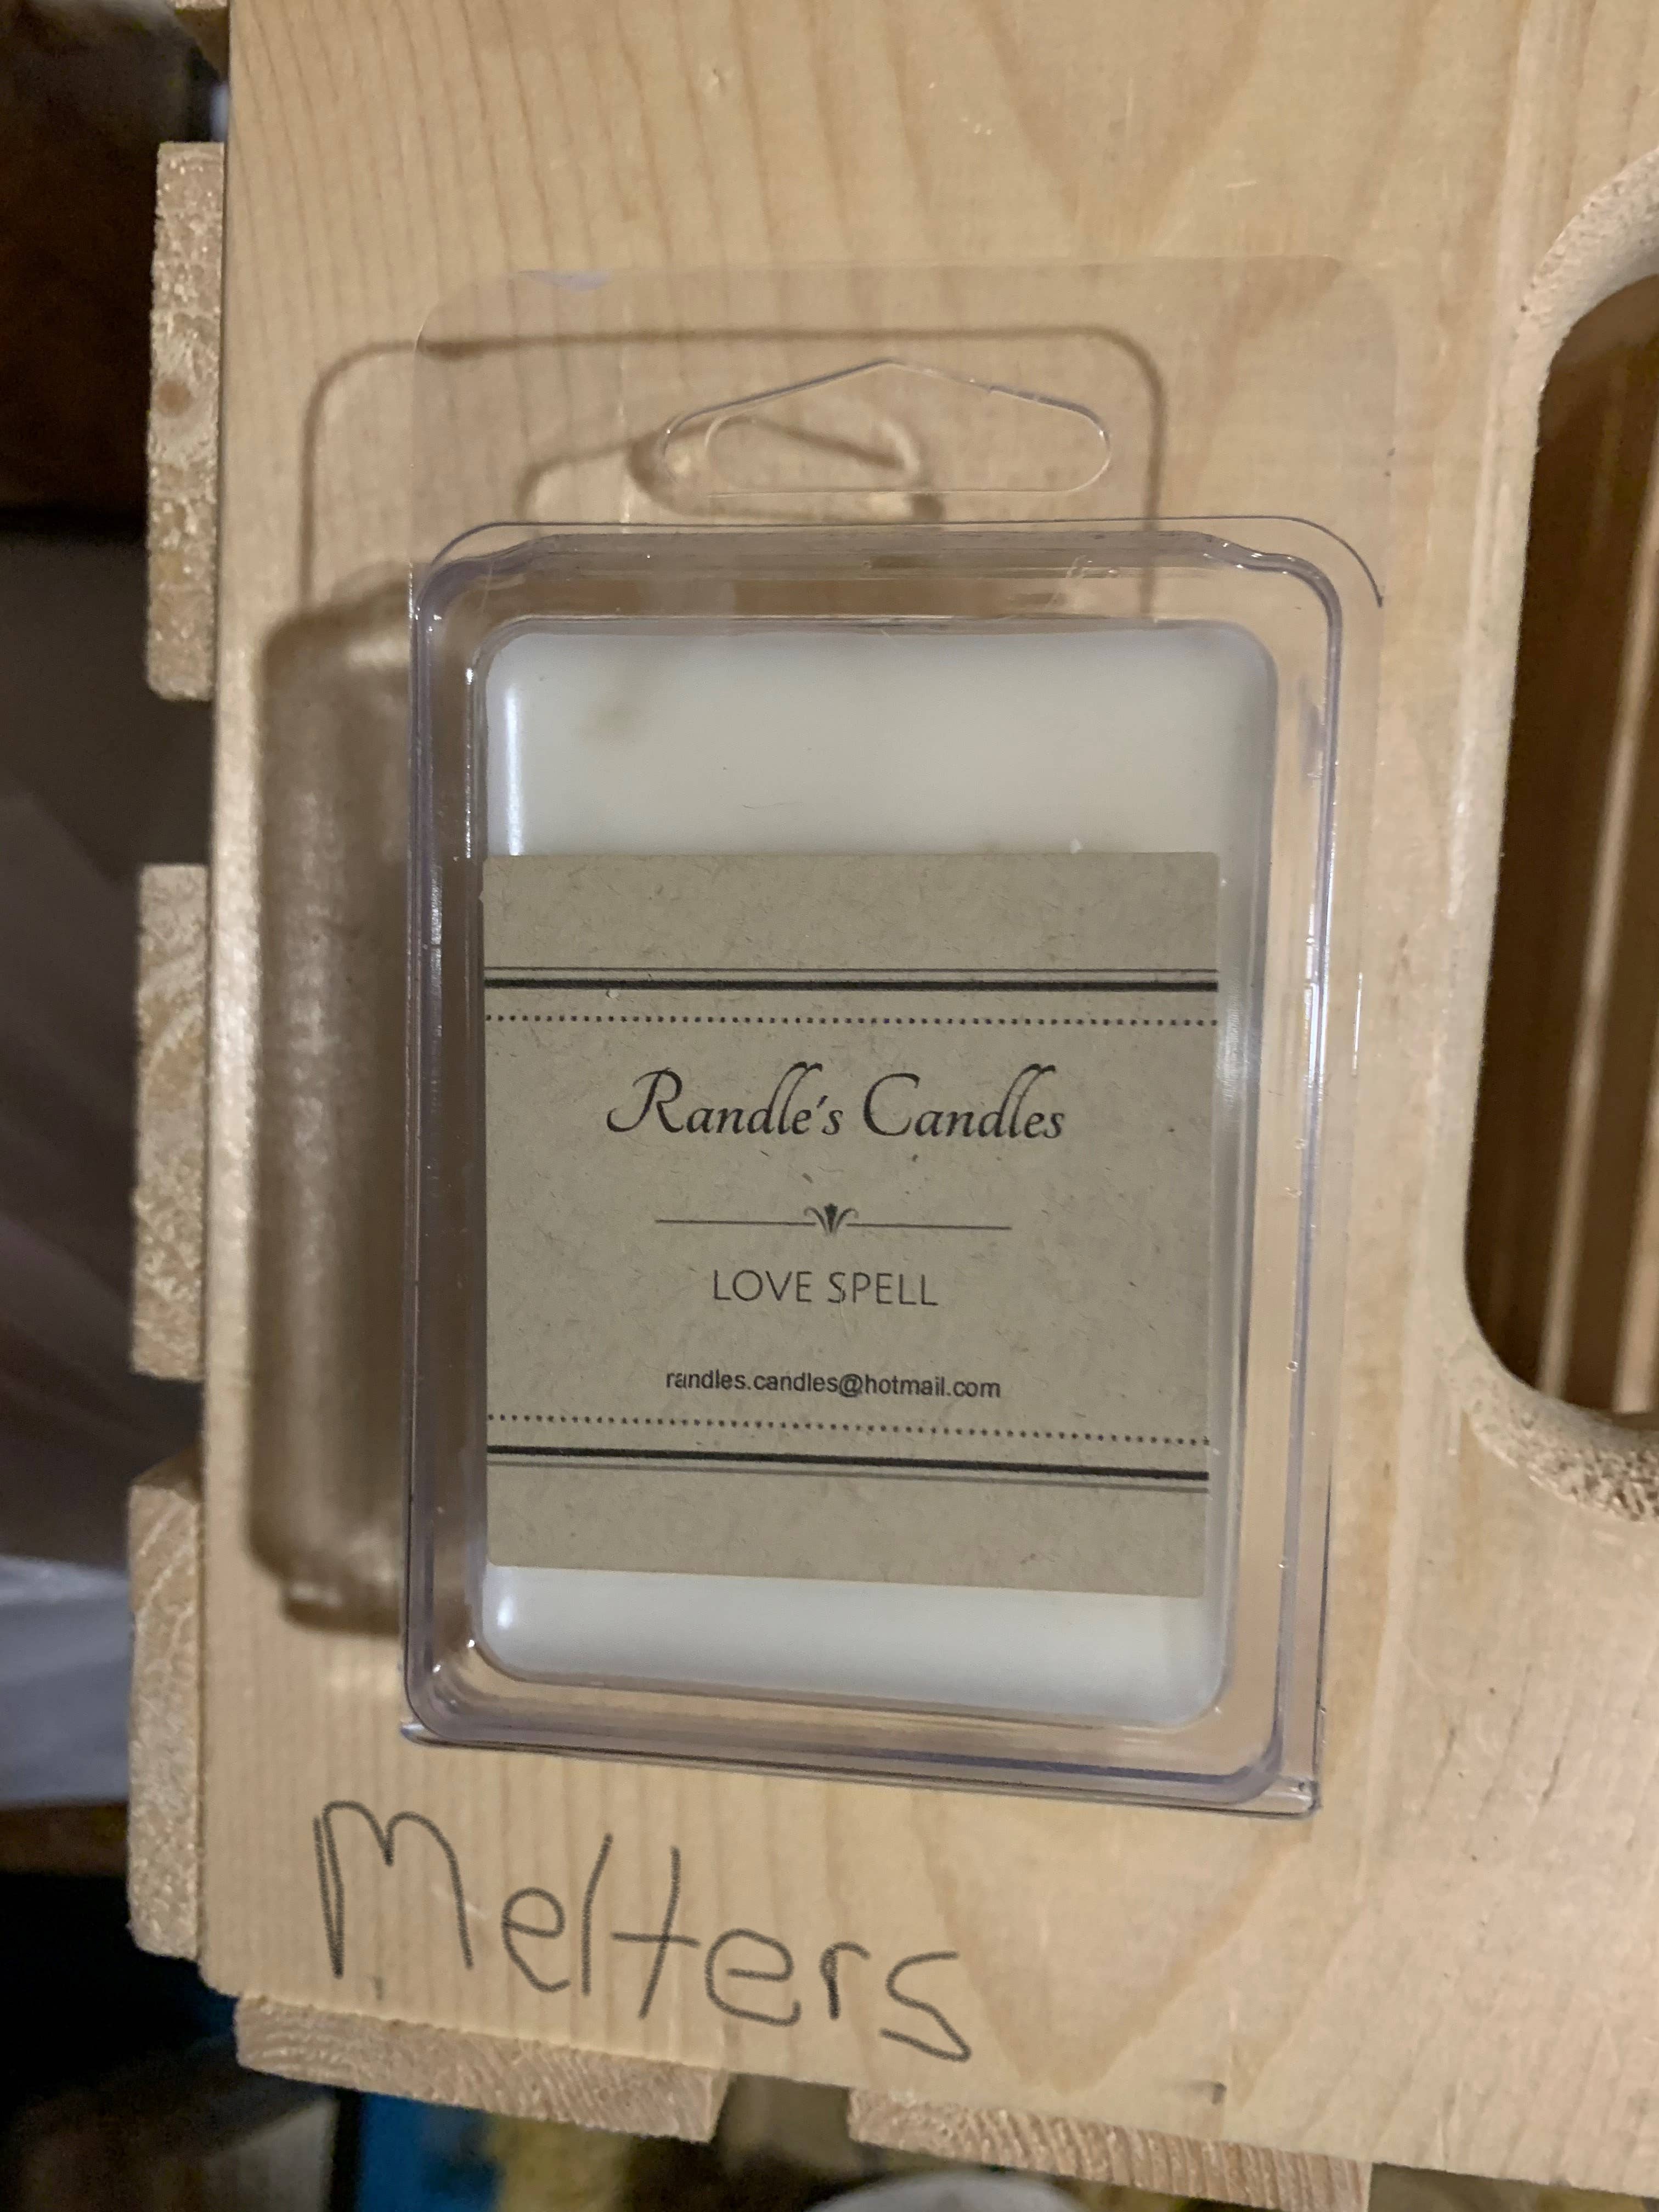 Randle's Candles
LOVE SPELL
randles.candles@hotmail.com
Melters